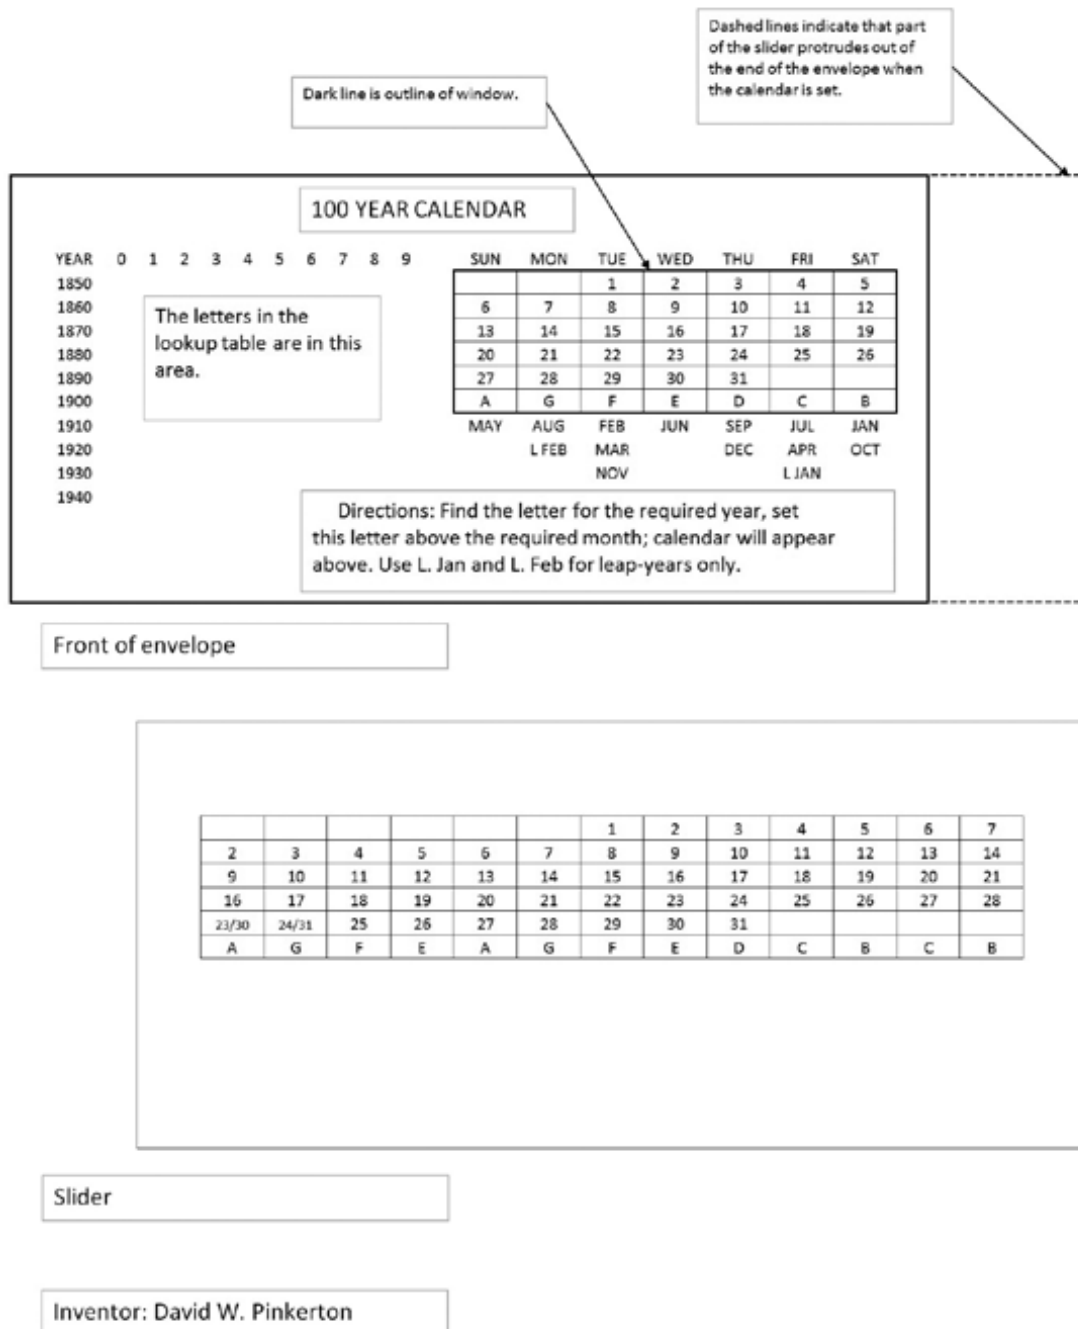 Dashed lines indicate that part
of the slider protrudes out of
the end of the envelope when
the calendar is set.
Dark line is outline of window.
100 YEAR CALENDAR
YEAR 0 1 2 3 4 5 6 7 8 9 SUN MON TUE WED THU FRI SAT
1850 1 2 3 4 5
1860 6 7 8 9 10 11 12
The letters in the
1870 13 14 15 16 17 18 19
lookup table are in this
1880 20 21 22 23 24 25 26
area.
1890 27 28 29 30 31
1900 A G F E D C B
1910 MAY AUG FEB JUN SEP JUL JAN
1920 L FEB MAR DEC APR OCT
1930 NOV L JAN
1940
Directions: Find the letter for the required year, set
this letter above the required month; calendar will appear
above. Use L. Jan and L. Feb for leap-years only.
Front of envelope
1 2 3 4 5 6 7
2 3 4 5 6 7 8 9 10 11 12 13 14
9 10 11 12 13 14 15 16 17 18 19 20 21
16 17 18 19 20 21 22 23 24 25 26 27 28
23/30 24/31 25 26 27 28 29 30 31
A G F E A G F E D C B C B
Slider
Inventor: David W. Pinkerton